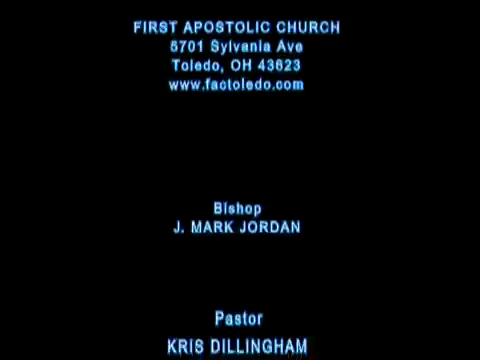 FIRST APOSTOLIC CHURCH
5701 Sylvania Ave
Toledo, OH 43623
www.factoledo.com
Bishop
J. MARK JORDAN
Pastor
KRIS DILLINGHAM